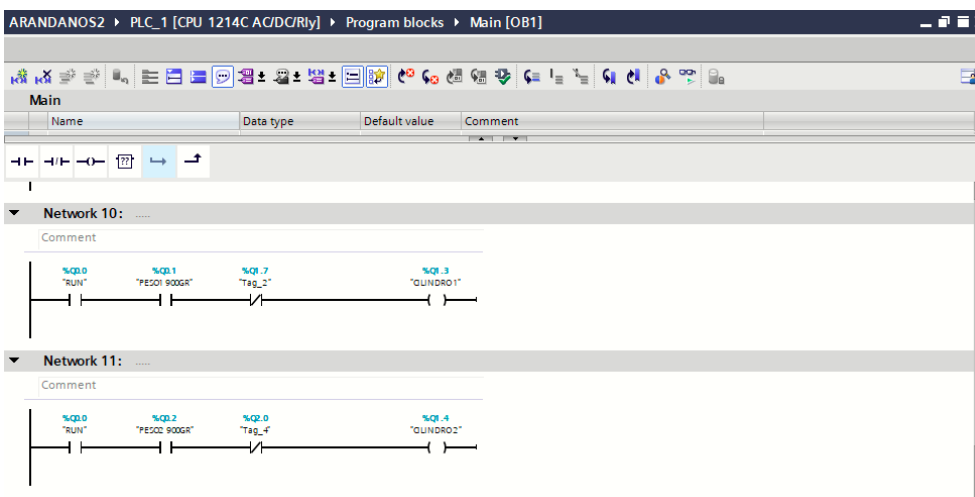 ARANDANOS2 ▸ PLC_1 [CPU 1214C AC/DC/Rly] ▸ Program blocks ▸ Main [OB1]
Main
Name Data type Default value Comment
??
Network 10: .....
Comment
%Q0.0 %Q0.1 %Q1.7 %Q1.3
"RUN" "PESO1 900GR" "Tag_2" "CILINDRO1"
Network 11: .....
Comment
%Q0.0 %Q0.2 %Q2.0 %Q1.4
"RUN" "PESO2 900GR" "Tag_4" "CILINDRO2"